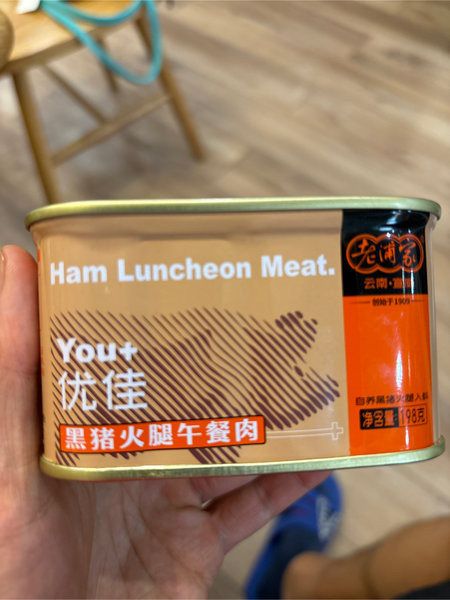 Ham Luncheon Meat.
You+
优佳
黑猪火腿午餐肉
老浦家
云南·宣威
创始于1909
自养黑猪火腿入料
净含量:198克